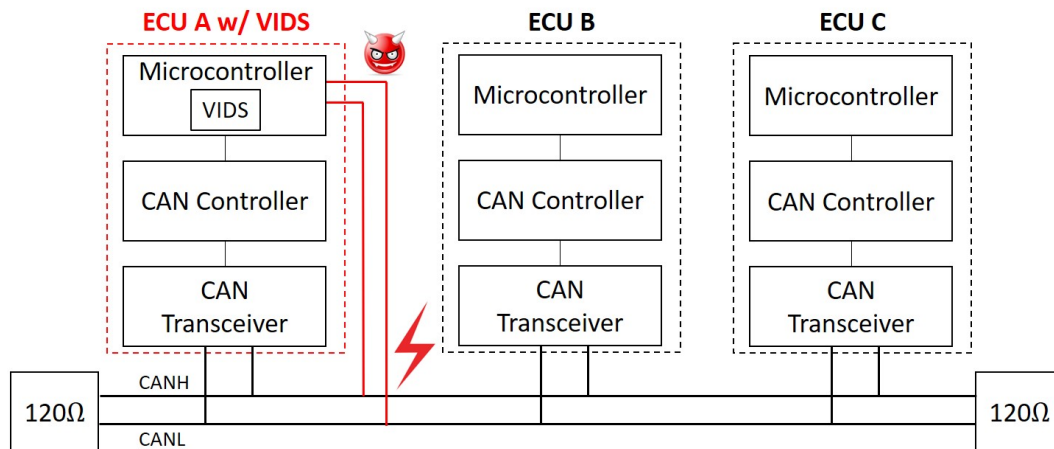 ECU A w/ VIDS
ECU B
ECU C
Microcontroller
VIDS
Microcontroller
Microcontroller
CAN Controller
CAN Controller
CAN Controller
CAN
Transceiver
CAN
Transceiver
CAN
Transceiver
CANH
120Ω
120Ω
CANL